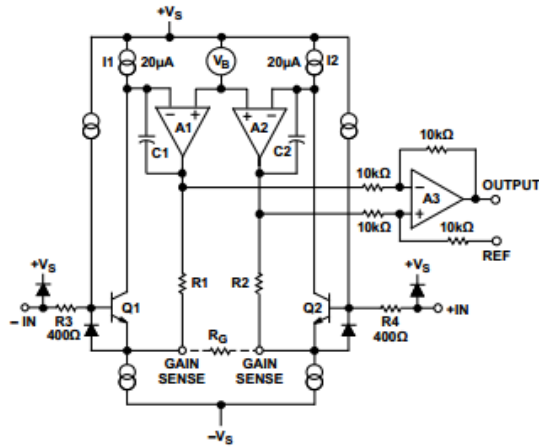 +VS
I1 20µA VB 20µA I2
− + + −
A1 A2
C1 C2
10kΩ
10kΩ − OUTPUT
A3
10kΩ + 10kΩ
REF
+VS R1 R2 +VS
− IN R3 400Ω Q1 RG Q2 R4 400Ω +IN
GAIN SENSE GAIN SENSE
−VS